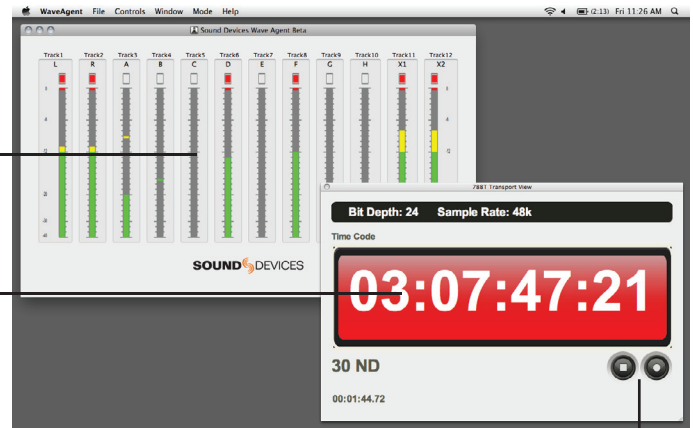 WaveAgent File Controls Window Mode Help (2:13) Fri 11:26 AM
Sound Devices Wave Agent Beta
Track1 Track2 Track3 Track4 Track5 Track6 Track7 Track8 Track9 Track10 Track11 Track12
L R A B C D E F G H X1 X2
SOUND DEVICES
788T Transport View
Bit Depth: 24 Sample Rate: 48k
Time Code
03:07:47:21
30 ND
00:01:44.72